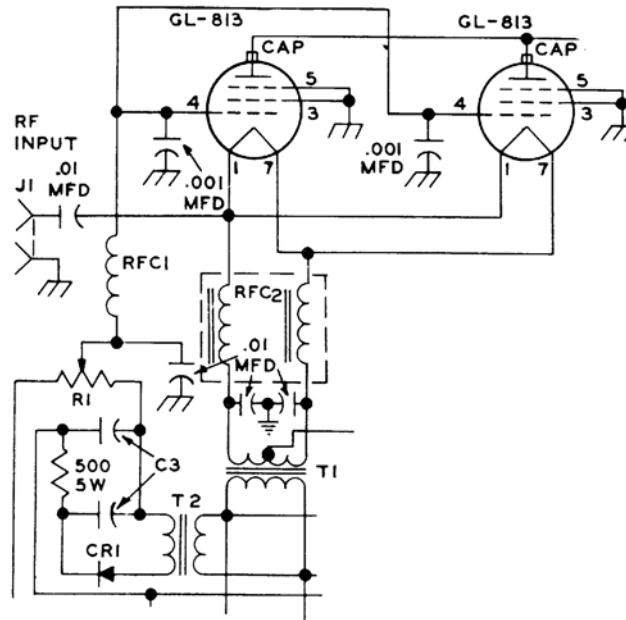 GL-813
GL-813
CAP
CAP
5
5
4
3
4
3
RF
INPUT
.01
MFD
J1
.001
MFD
1
7
.001
MFD
1
7
RFC1
RFC2
.01
MFD
R1
C3
500
5W
T1
T2
CR1